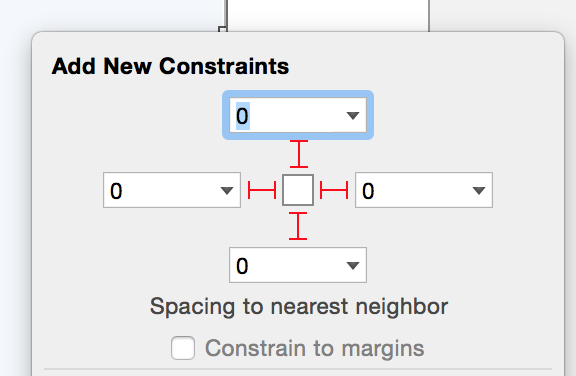 Add New Constraints
0
0 0
0
Spacing to nearest neighbor
Constrain to margins